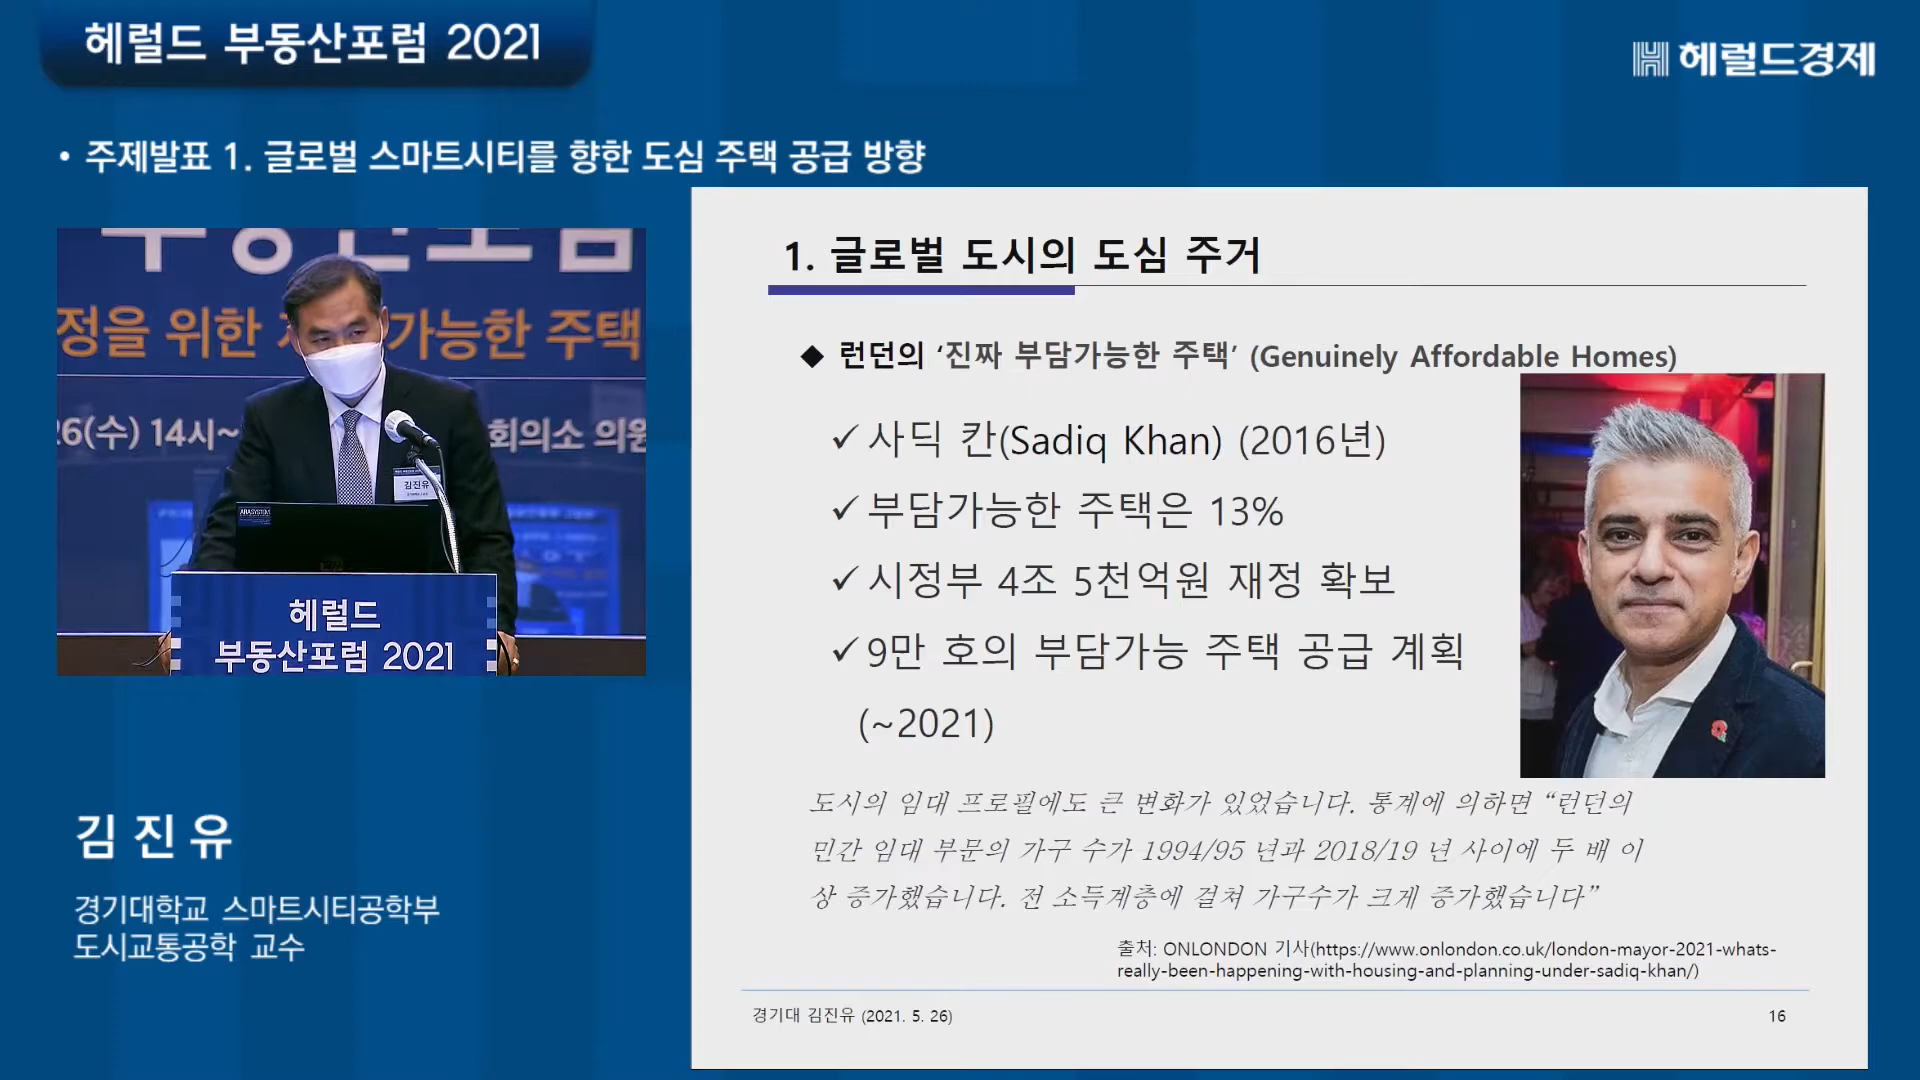 헤럴드 부동산포럼 2021
헤럴드경제
• 주제발표 1. 글로벌 스마트시티를 향한 도심 주택 공급 방향
정을 위한
가능한 주택
26(수) 14시~
회의소 의원
김진유
헤럴드
부동산포럼 2021
김진유
경기대학교 스마트시티공학부
도시교통공학 교수
1. 글로벌 도시의 도심 주거
◆ 런던의 ‘진짜 부담가능한 주택’ (Genuinely Affordable Homes)
✓ 사딕 칸(Sadiq Khan) (2016년)
✓ 부담가능한 주택은 13%
✓ 시정부 4조 5천억원 재정 확보
✓ 9만 호의 부담가능 주택 공급 계획
(~2021)
도시의 임대 프로필에도 큰 변화가 있었습니다. 통계에 의하면 “런던의
민간 임대 부문의 가구 수가 1994/95 년과 2018/19 년 사이에 두 배 이
상 증가했습니다. 전 소득계층에 걸쳐 가구수가 크게 증가했습니다”
출처: ONLONDON 기사(https://www.onlondon.co.uk/london-mayor-2021-whats-
really-been-happening-with-housing-and-planning-under-sadiq-khan/)
경기대 김진유 (2021. 5. 26)
16